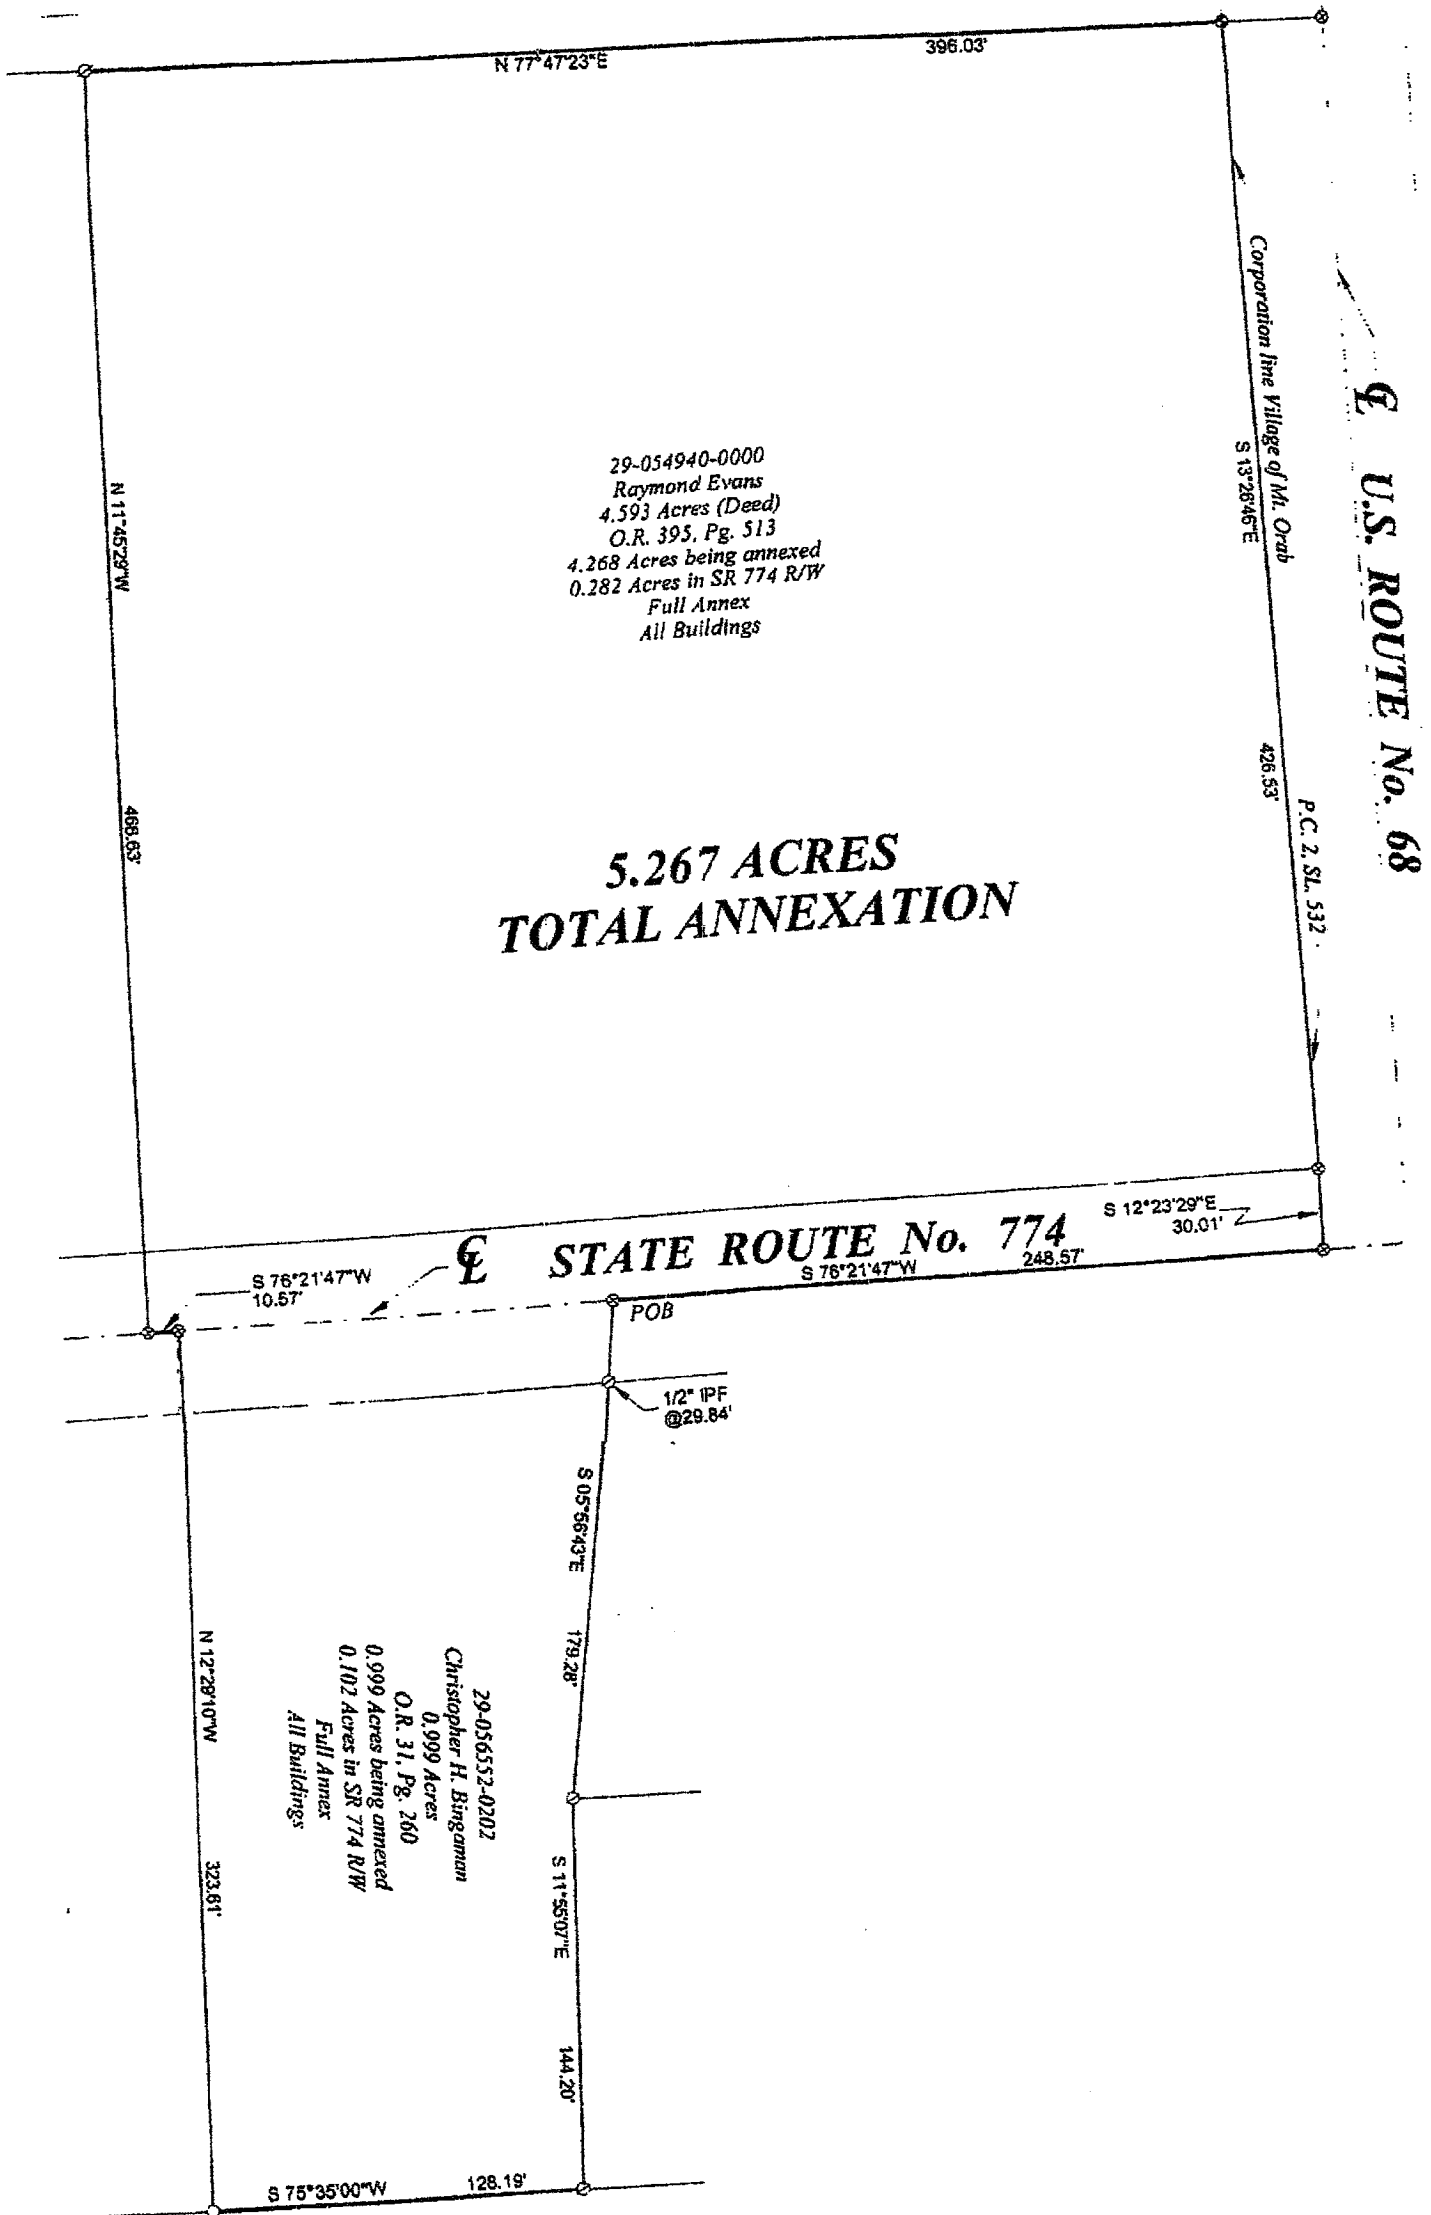 N 77°47'23"E
396.03'
Corporation line Village of Mt. Orab
S 13°26'46"E
426.53'
P.C. 2, SL. 532
℄ U.S. ROUTE No. 68
29-054940-0000
Raymond Evans
4.593 Acres (Deed)
O.R. 395, Pg. 513
4.268 Acres being annexed
0.282 Acres in SR 774 R/W
Full Annex
All Buildings
N 11°45'29"W
468.63'
5.267 ACRES
TOTAL ANNEXATION
S 12°23'29"E
30.01'
℄ STATE ROUTE No. 774
S 76°21'47"W
248.57'
S 76°21'47"W
10.57'
POB
1/2" IPF
@29.84'
S 05°56'43"E
179.28'
29-056552-0202
Christopher H. Bingaman
0.999 Acres
O.R. 31, Pg. 260
0.999 Acres being annexed
0.102 Acres in SR 774 R/W
Full Annex
All Buildings
N 12°28'10"W
323.61'
S 11°55'07"E
144.20'
S 75°35'00"W
128.19'